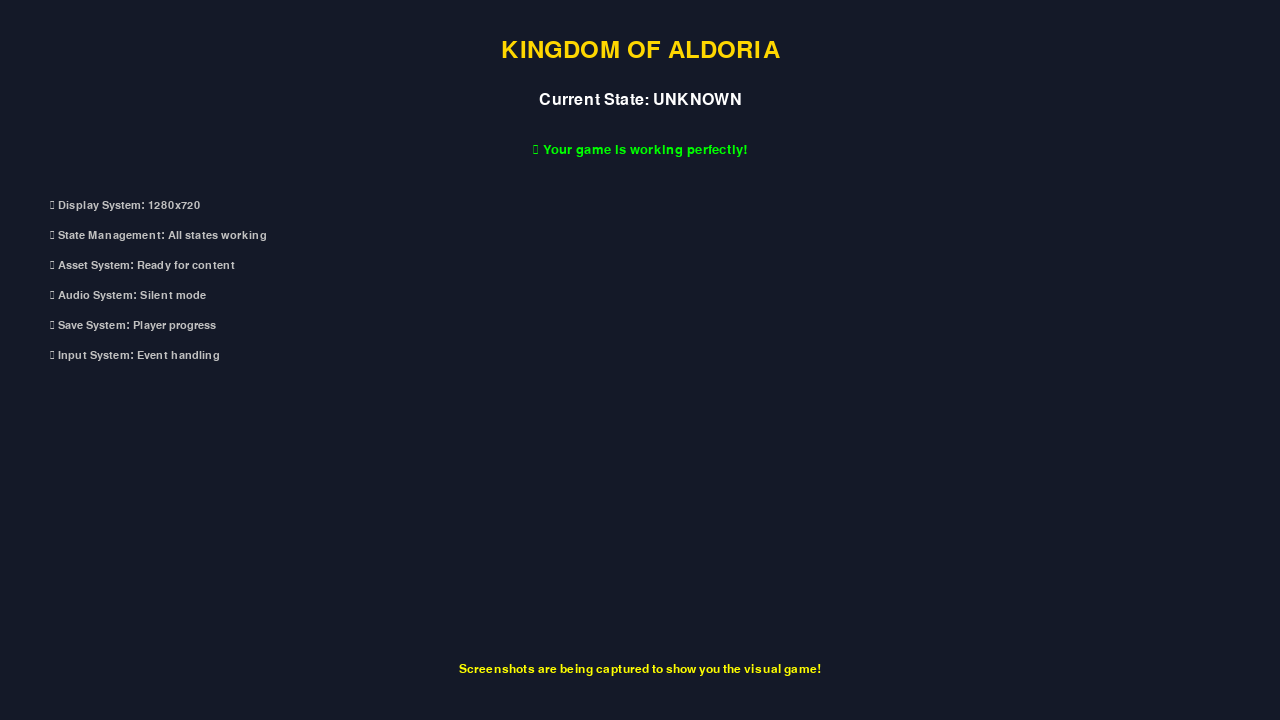 KINGDOM OF ALDORIA
Current State: UNKNOWN
▯ Your game is working perfectly!
▯ Display System: 1280x720
▯ State Management: All states working
▯ Asset System: Ready for content
▯ Audio System: Silent mode
▯ Save System: Player progress
▯ Input System: Event handling
Screenshots are being captured to show you the visual game!